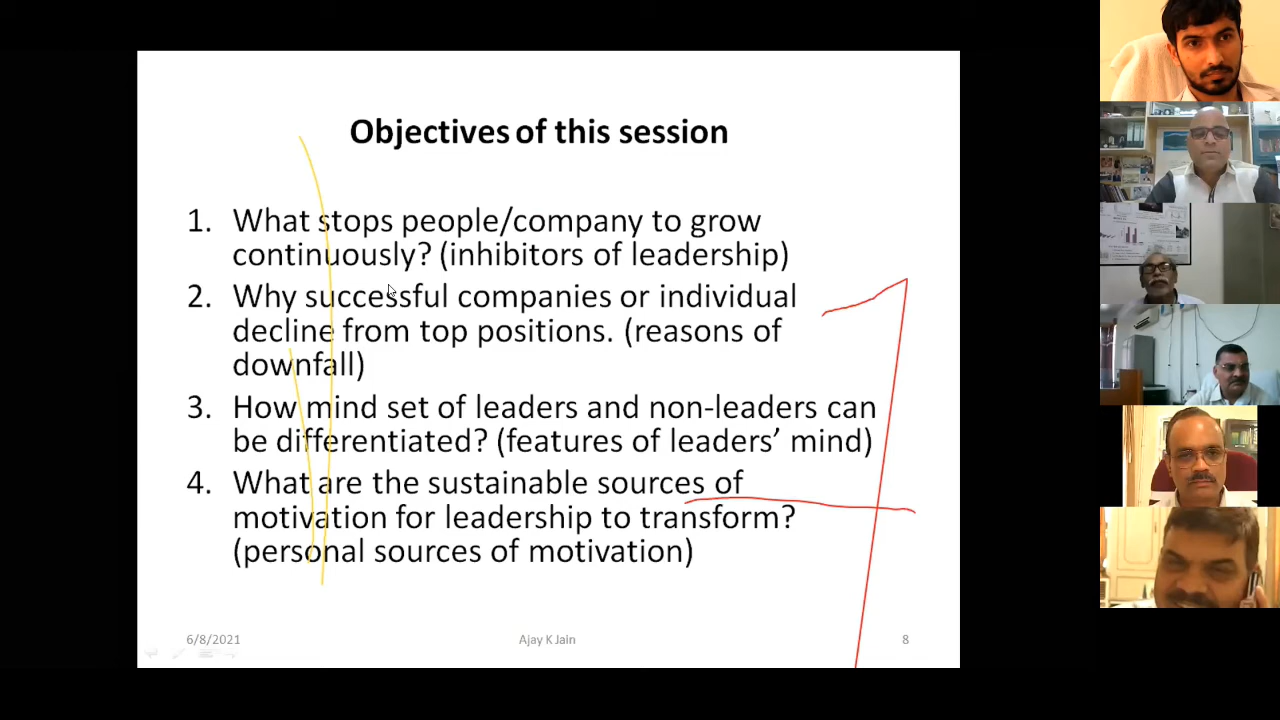 Objectives of this session
1. What stops people/company to grow
continuously? (inhibitors of leadership)
2. Why successful companies or individual
decline from top positions. (reasons of
downfall)
3. How mind set of leaders and non-leaders can
be differentiated? (features of leaders’ mind)
4. What are the sustainable sources of
motivation for leadership to transform?
(personal sources of motivation)
6/8/2021 Ajay K Jain 8